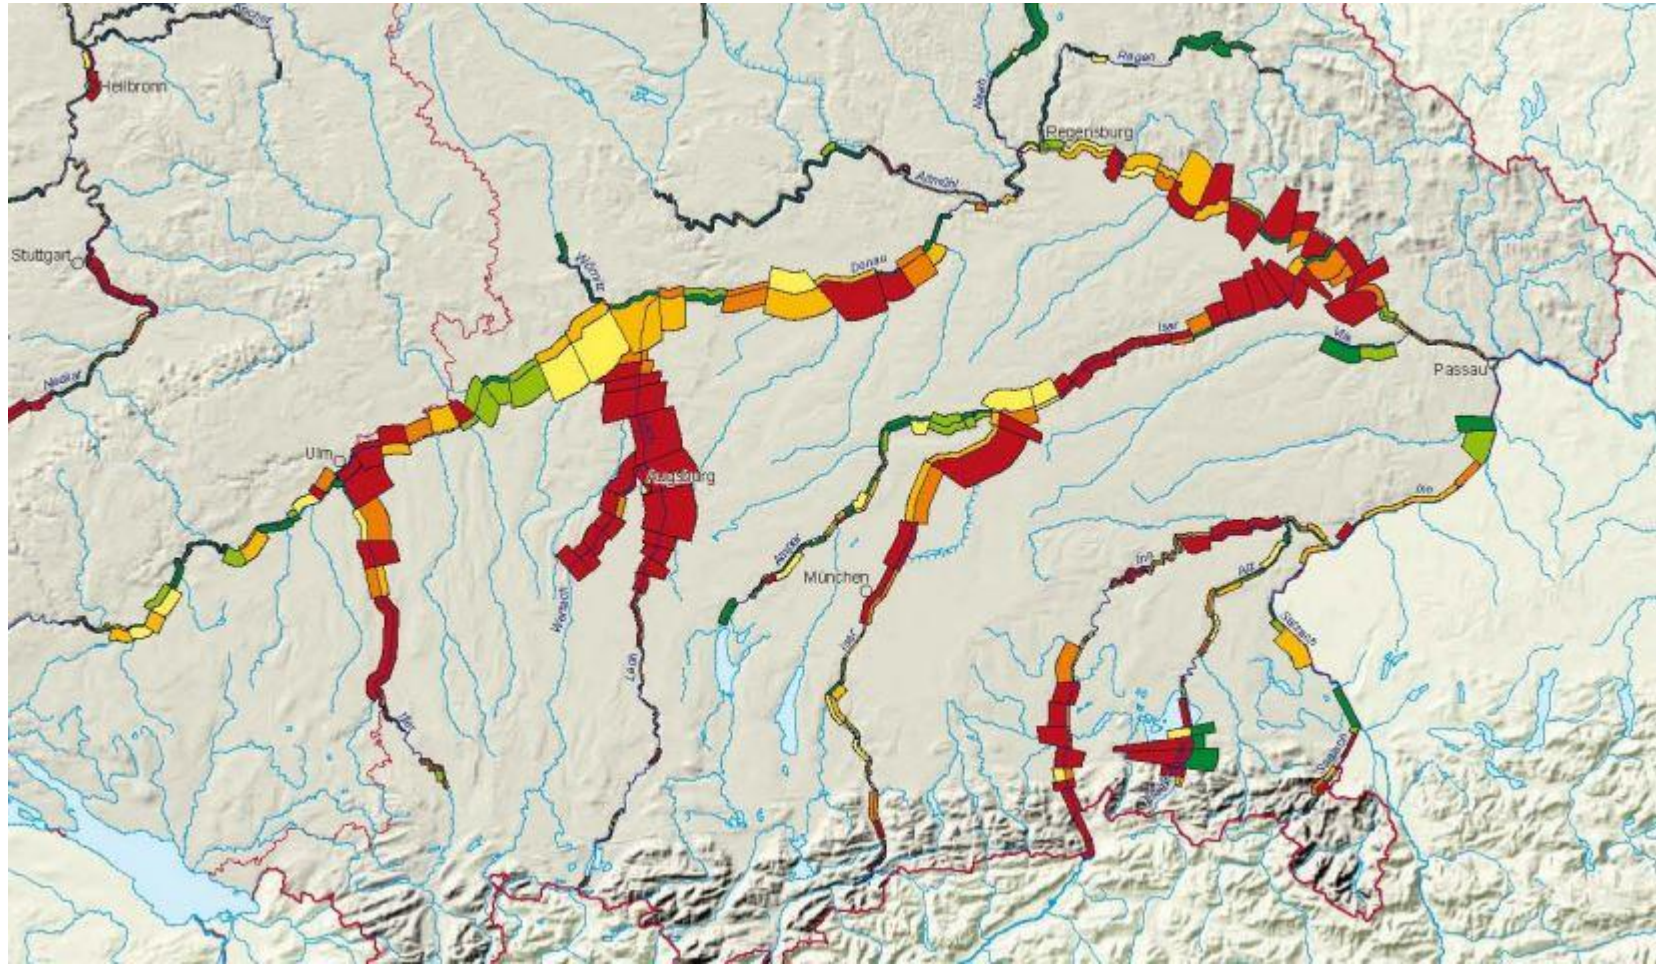 Heilbronn
Regen
Naab
Regensburg
Altmühl
Stuttgart
Wörnitz
Donau
Neckar
Isar
Vils
Passau
Ulm
Augsburg
Inn
Amper
München
Inn
Alz
Wertach
Isar
Salzach
Lech
Iller